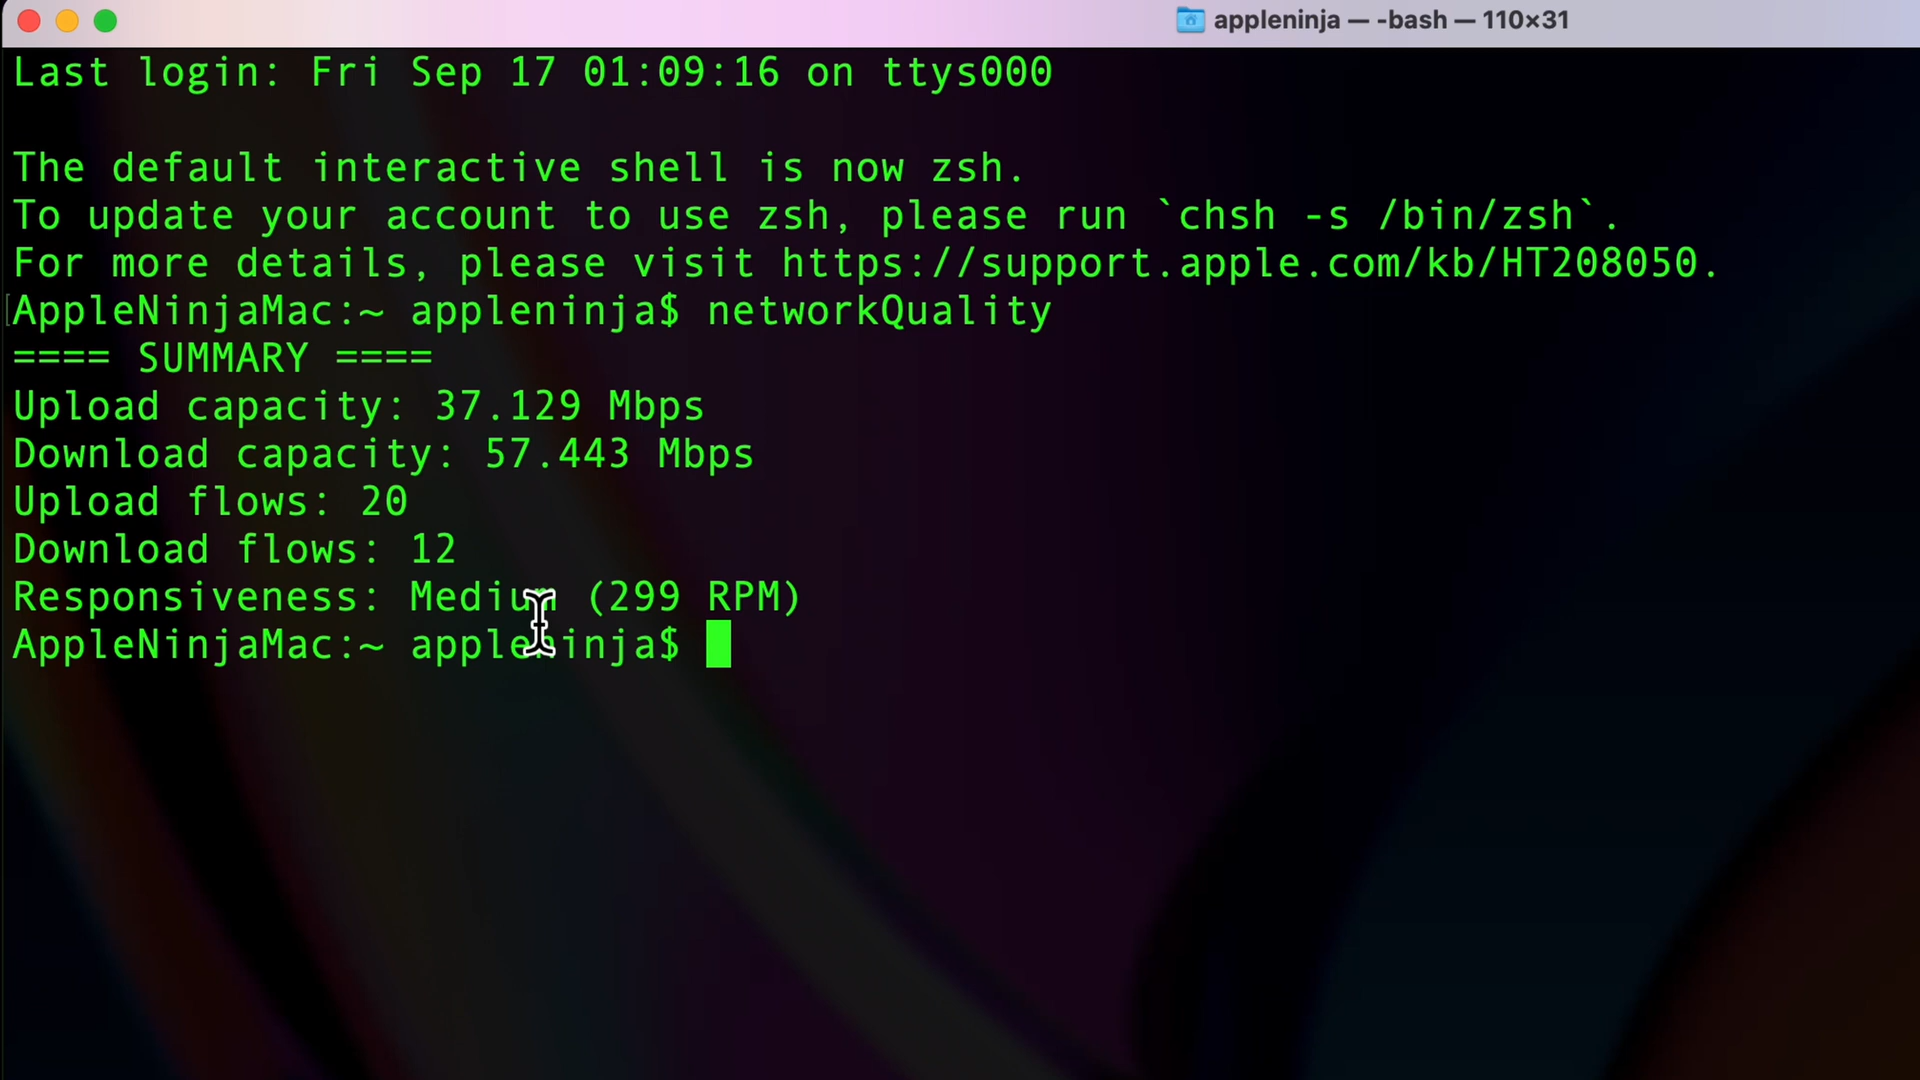 appleninja — -bash — 110×31
Last login: Fri Sep 17 01:09:16 on ttys000
The default interactive shell is now zsh.
To update your account to use zsh, please run `chsh -s /bin/zsh`.
For more details, please visit https://support.apple.com/kb/HT208050.
[AppleNinjaMac:~ appleninja$ networkQuality
==== SUMMARY ====
Upload capacity: 37.129 Mbps
Download capacity: 57.443 Mbps
Upload flows: 20
Download flows: 12
Responsiveness: Medium (299 RPM)
AppleNinjaMac:~ appleninja$